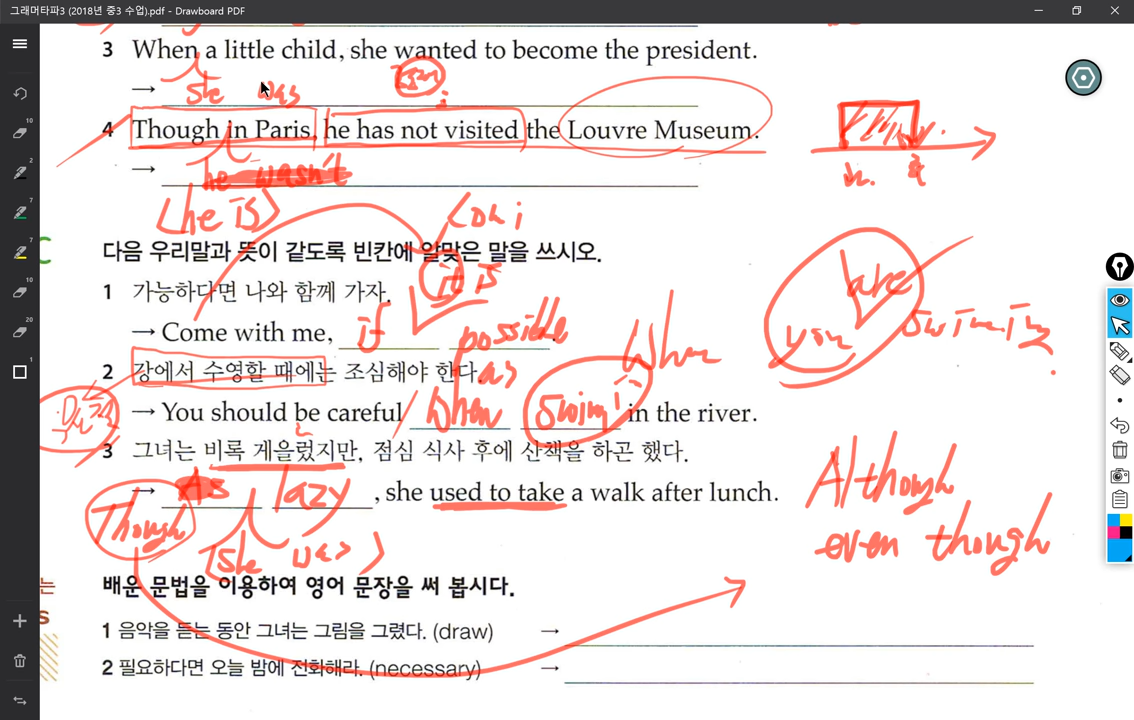 그래머타파3 (2018년 중3 수업).pdf - Drawboard PDF
3 When a little child, she wanted to become the president.
→ she was
4 Though in Paris, he has not visited the Louvre Museum.
→ he wasn't
(he is)
다음 우리말과 뜻이 같도록 빈칸에 알맞은 말을 쓰시오.
it is
1 가능하다면 나와 함께 가자.
you are swimming.
→ Come with me, if possible.
2 강에서 수영할 때에는 조심해야 한다.
as
→ You should be careful when in the river.
3 그녀는 비록 게을렀지만, 점심 식사 후에 산책을 하곤 했다.
→ As lazy, she used to take a walk after lunch.
Though
(she was)
Although
even though
배운 문법을 이용하여 영어 문장을 써 봅시다.
1 음악을 듣는 동안 그녀는 그림을 그렸다. (draw) →
2 필요하다면 오늘 밤에 전화해라. (necessary) →